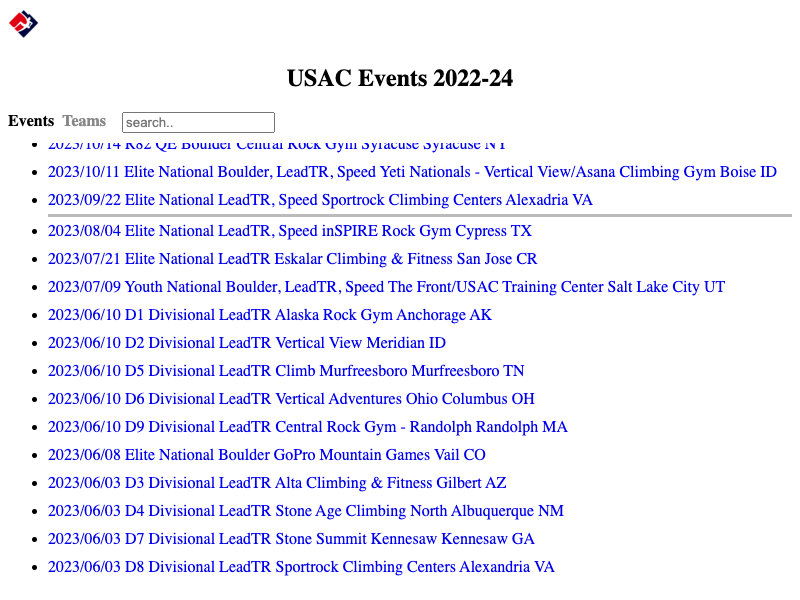 USAC Events 2022-24
Events Teams search..
2023/10/14 R82 QE Boulder Central Rock Gym Syracuse Syracuse NY
2023/10/11 Elite National Boulder, LeadTR, Speed Yeti Nationals - Vertical View/Asana Climbing Gym Boise ID
2023/09/22 Elite National LeadTR, Speed Sportrock Climbing Centers Alexadria VA
2023/08/04 Elite National LeadTR, Speed inSPIRE Rock Gym Cypress TX
2023/07/21 Elite National LeadTR Eskalar Climbing & Fitness San Jose CR
2023/07/09 Youth National Boulder, LeadTR, Speed The Front/USAC Training Center Salt Lake City UT
2023/06/10 D1 Divisional LeadTR Alaska Rock Gym Anchorage AK
2023/06/10 D2 Divisional LeadTR Vertical View Meridian ID
2023/06/10 D5 Divisional LeadTR Climb Murfreesboro Murfreesboro TN
2023/06/10 D6 Divisional LeadTR Vertical Adventures Ohio Columbus OH
2023/06/10 D9 Divisional LeadTR Central Rock Gym - Randolph Randolph MA
2023/06/08 Elite National Boulder GoPro Mountain Games Vail CO
2023/06/03 D3 Divisional LeadTR Alta Climbing & Fitness Gilbert AZ
2023/06/03 D4 Divisional LeadTR Stone Age Climbing North Albuquerque NM
2023/06/03 D7 Divisional LeadTR Stone Summit Kennesaw Kennesaw GA
2023/06/03 D8 Divisional LeadTR Sportrock Climbing Centers Alexandria VA